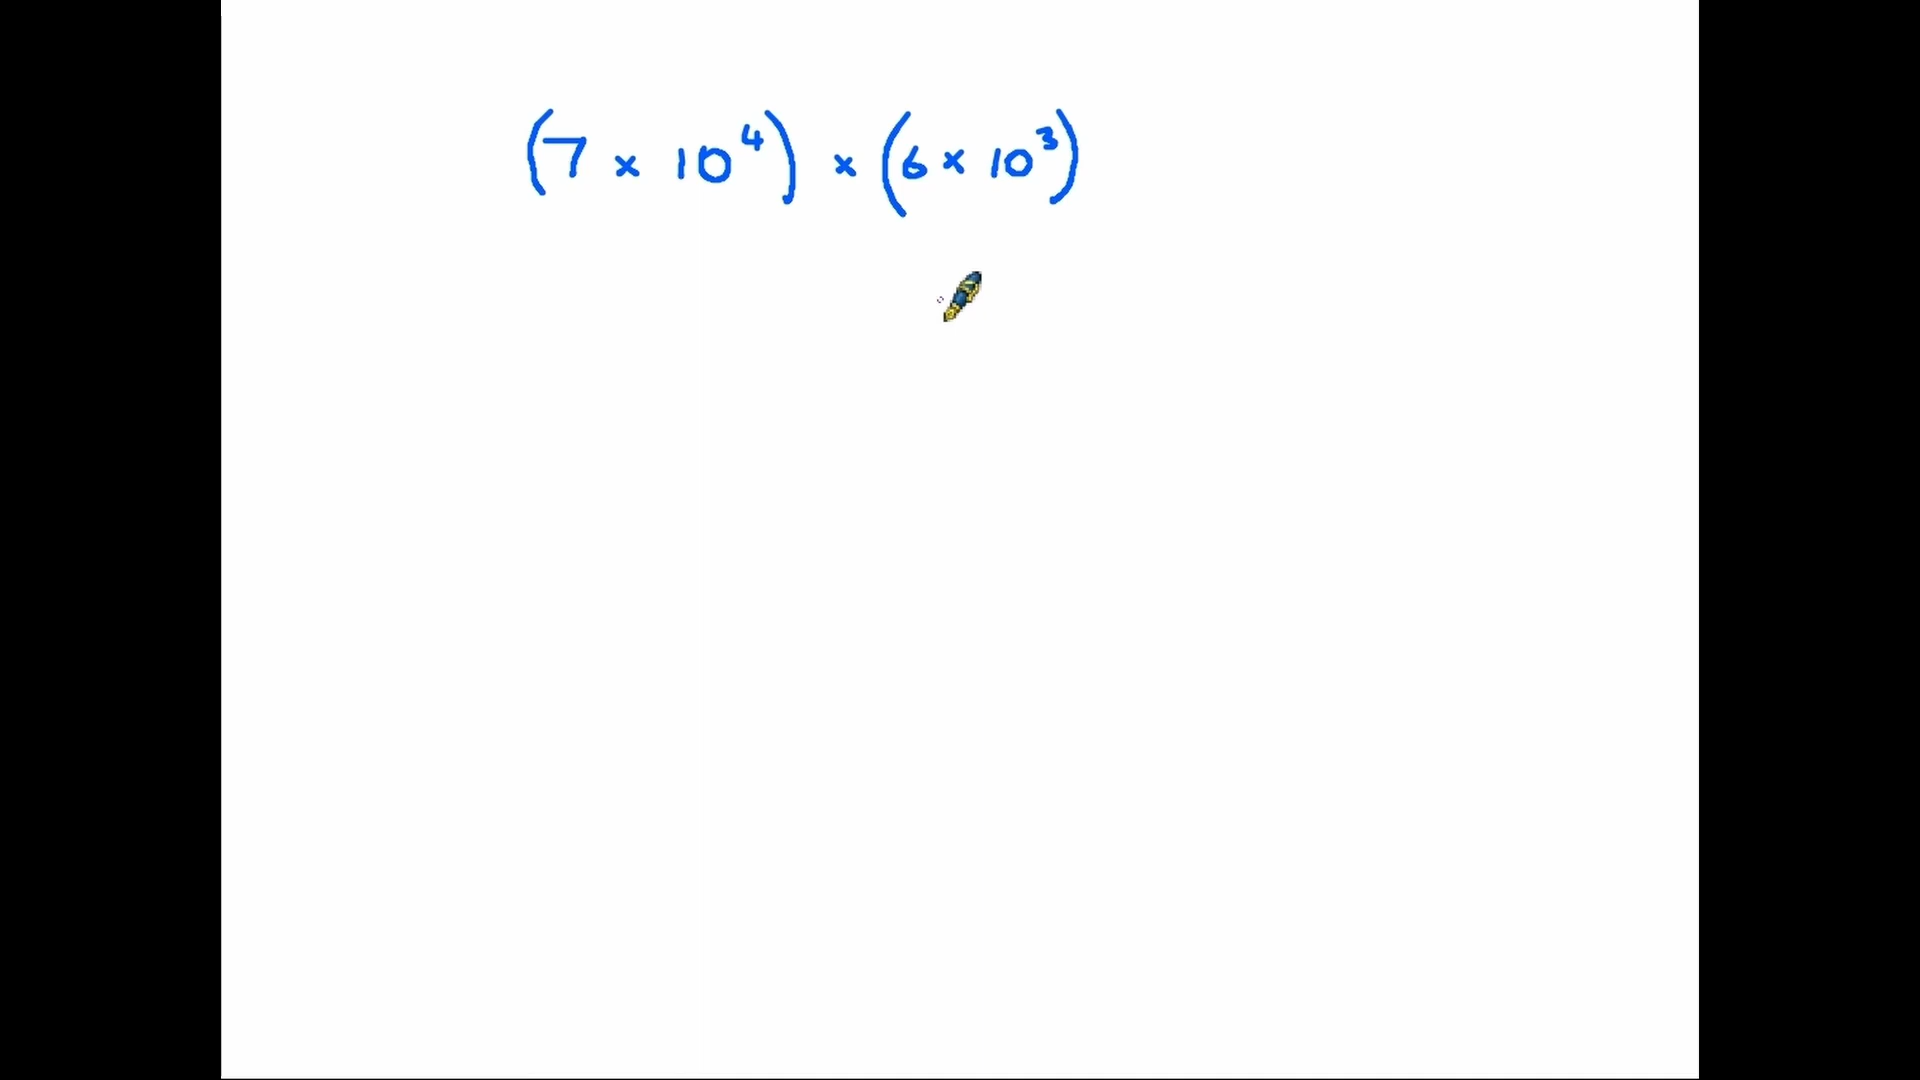 (7 × 10⁴) × (6 × 10³)